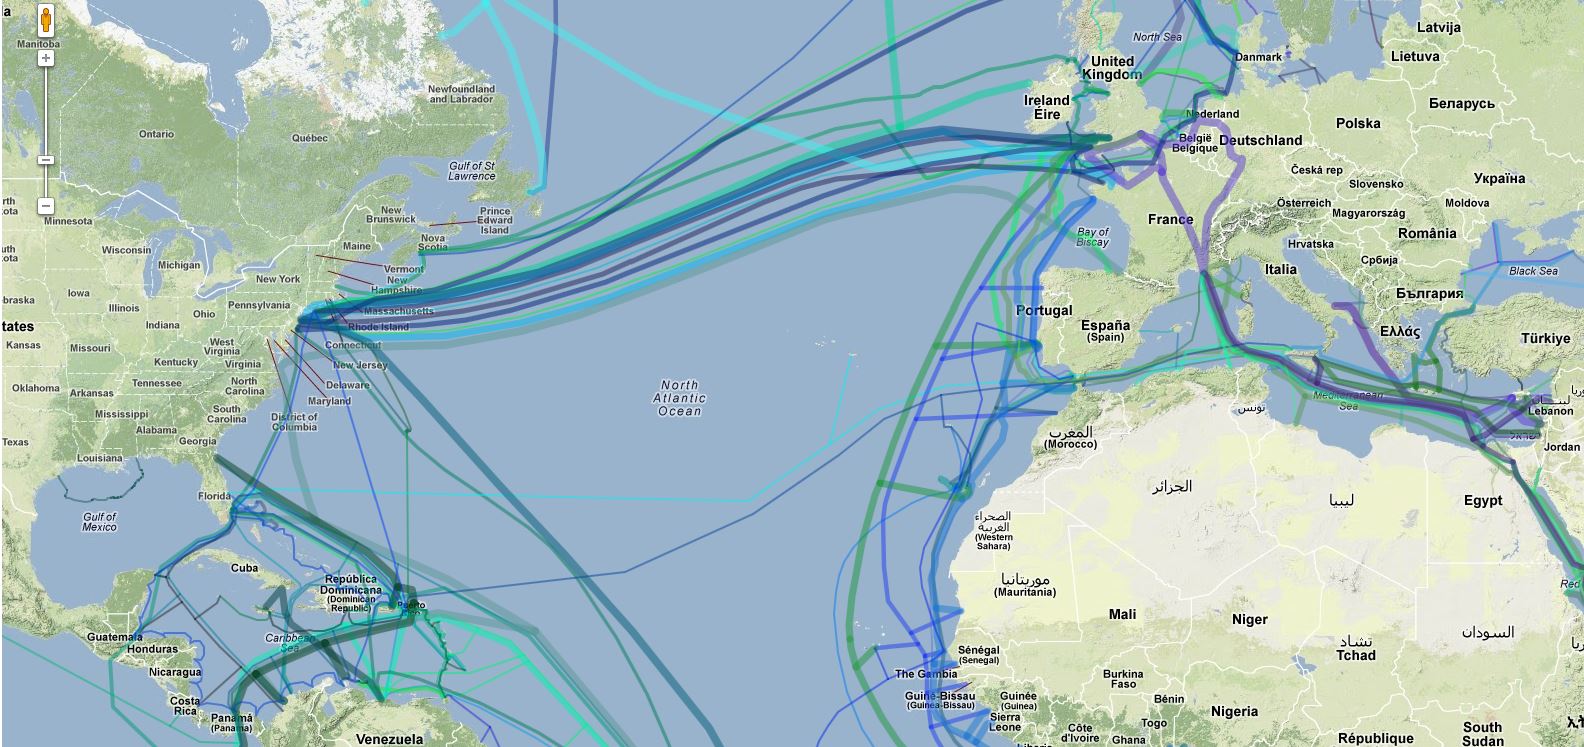 Manitoba
Ontario
Québec
Newfoundland
and Labrador
Gulf of St
Lawrence
New
Brunswick
Prince
Edward
Island
Nova
Scotia
Maine
Vermont
New
Hampshire
Massachusetts
Rhode Island
Connecticut
New Jersey
Delaware
Maryland
District of
Columbia
Minnesota
Wisconsin
Michigan
New York
Iowa
Illinois
Ohio
Pennsylvania
Indiana
tates
Kansas
Missouri
West
Virginia
Virginia
Kentucky
Tennessee
North
Carolina
Oklahoma
Arkansas
South
Carolina
Mississippi
Alabama
Georgia
Texas
Louisiana
Florida
Gulf of
Mexico
Cuba
República
Dominicana
(Dominican
Republic)
Puerto
Rico
Caribbean
Sea
Guatemala
Honduras
Nicaragua
Costa
Rica
Panamá
(Panama)
Venezuela
North
Atlantic
Ocean
North Sea
United
Kingdom
Ireland
Éire
Danmark
Latvija
Lietuva
Беларусь
Nederland
België
Belgique
Deutschland
Polska
Česká rep
Slovensko
Україна
Österreich
Magyarország
Moldova
France
Bay of
Biscay
Hrvatska
România
Србија
Italia
Black Sea
България
Portugal
España
(Spain)
Ελλάς
Türkiye
Mediterranean
Sea
Lebanon
Jordan
تونس
المغرب
(Morocco)
الجزائر
ليبيا
Egypt
الصحراء
الغربية
(Western
Sahara)
موريتانيا
(Mauritania)
Mali
Niger
تشاد
Tchad
السودان
Red
Sénégal
(Senegal)
The Gambia
Guiné-Bissau
(Guinea-Bissau)
Guinée
(Guinea)
Sierra
Leone
Burkina
Faso
Bénin
Togo
Côte
d'Ivoire
Ghana
Nigeria
République
South
Sudan